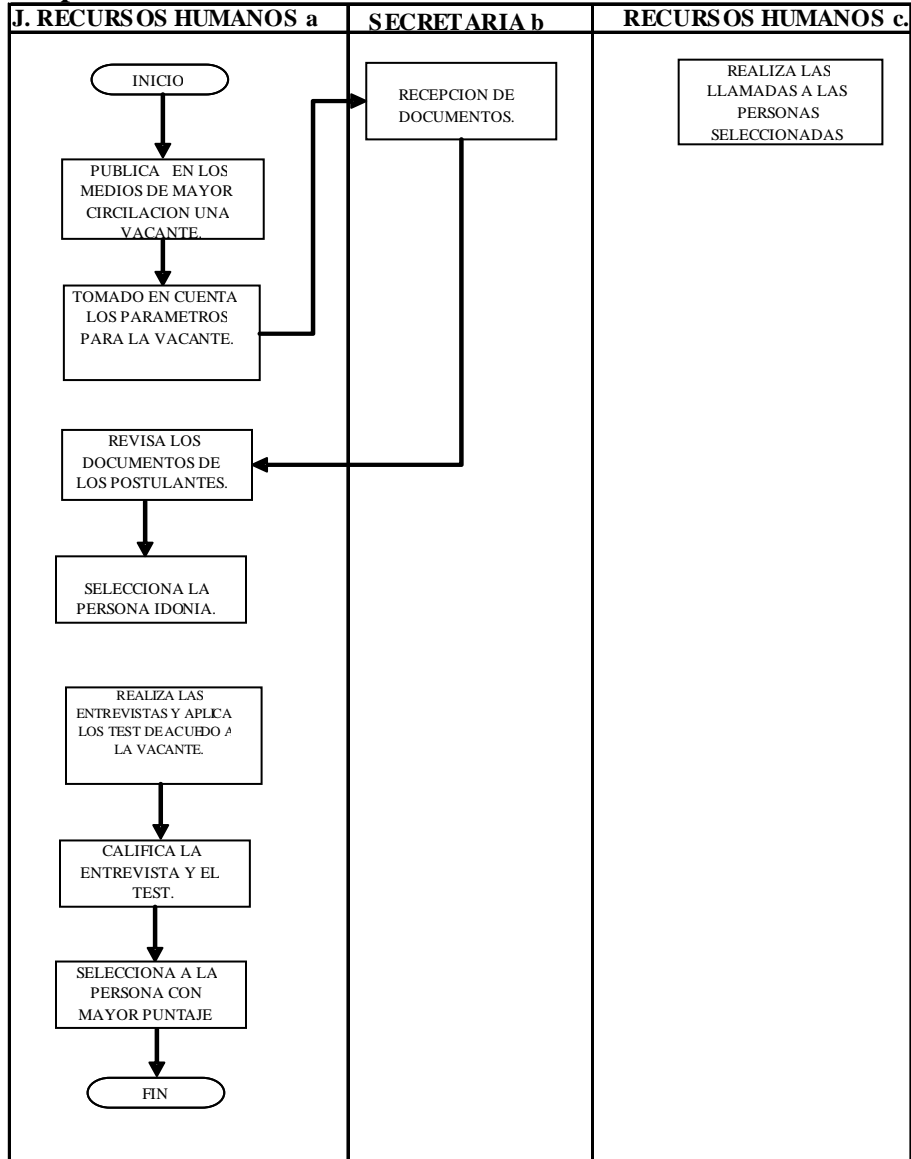 J. RECURSOS HUMANOS a
SECRETARIA b
RECURSOS HUMANOS c.
INICIO
PUBLICA EN LOS
MEDIOS DE MAYOR
CIRCILACION UNA
VACANTE.
TOMADO EN CUENTA
LOS PARAMETROS
PARA LA VACANTE.
RECEPCION DE
DOCUMENTOS.
REALIZA LAS
LLAMADAS A LAS
PERSONAS
SELECCIONADAS
REVISA LOS
DOCUMENTOS DE
LOS POSTULANTES.
SELECCIONA LA
PERSONA IDONIA.
REALIZA LAS
ENTREVISTAS Y APLICA
LOS TEST DE ACUEDO A
LA VACANTE.
CALIFICA LA
ENTREVISTA Y EL
TEST.
SELECCIONA A LA
PERSONA CON
MAYOR PUNTAJE
FIN